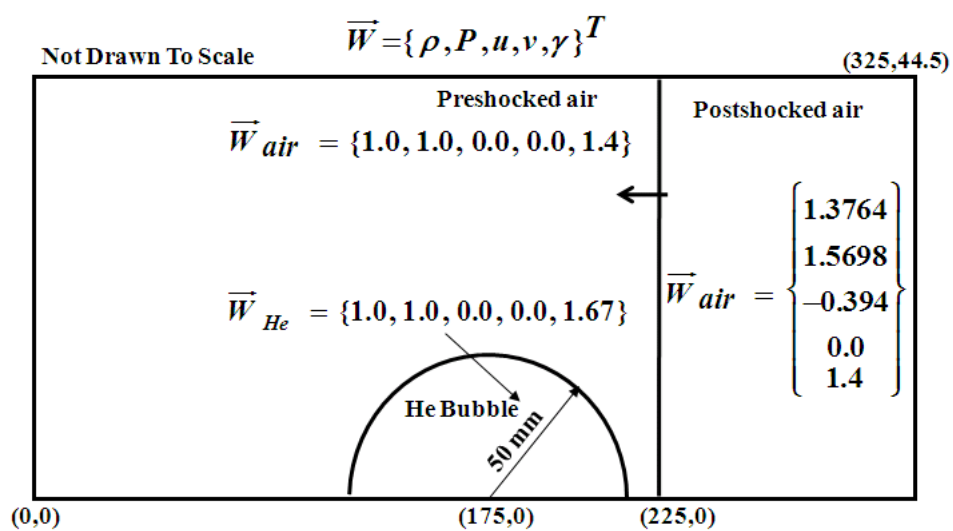 W = {ρ, P, u, v, γ}^T
Not Drawn To Scale
(325,44.5)
Preshocked air
Postshocked air
W air = {1.0, 1.0, 0.0, 0.0, 1.4}
W air = {
1.3764
1.5698
–0.394
0.0
1.4
}
W He = {1.0, 1.0, 0.0, 0.0, 1.67}
He Bubble
50 mm
(0,0)
(175,0)
(225,0)